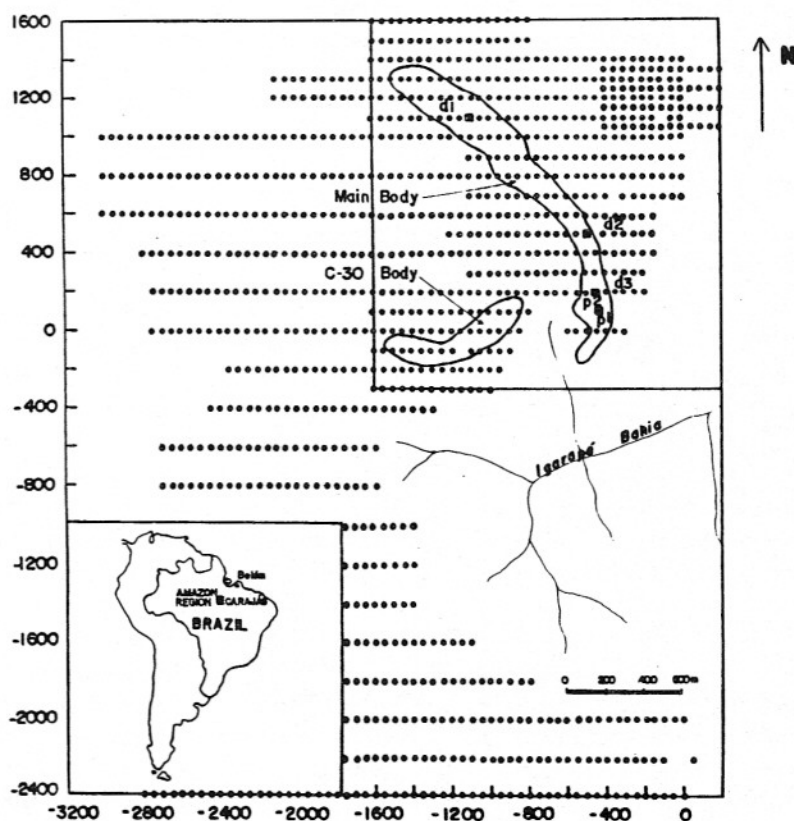 1600
1200
800
400
0
-400
-800
-1200
-1600
-2000
-2400
N
d1
Main Body
d2
C-30 Body
d3
p2
p1
Igarapé Bahia
Belém
AMAZON
REGION
CARAJÁS
BRAZIL
0 200 400 600m
-3200 -2800 -2400 -2000 -1600 -1200 -800 -400 0